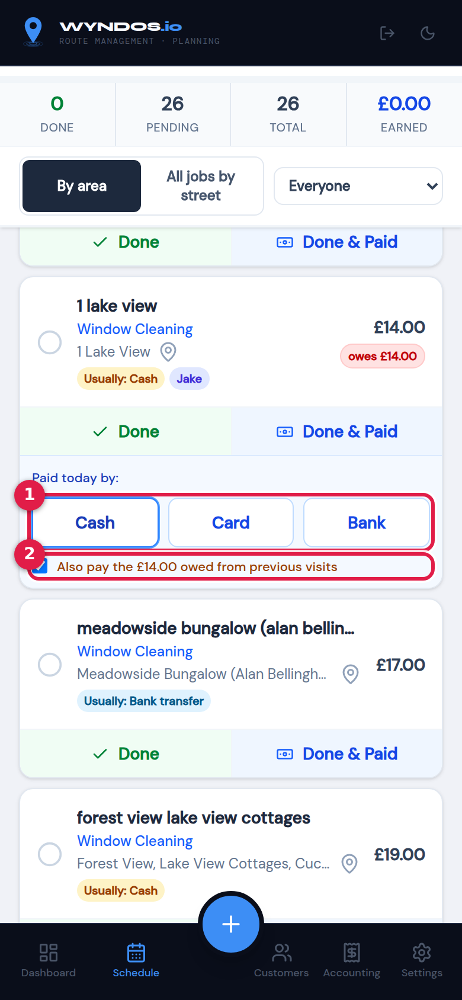 WYNDOS.io
ROUTE MANAGEMENT · PLANNING
0
DONE
26
PENDING
26
TOTAL
£0.00
EARNED
By area
All jobs by
street
Everyone
Done
Done & Paid
1 lake view
Window Cleaning
£14.00
1 Lake View
owes £14.00
Usually: Cash
Jake
Done
Done & Paid
Paid today by:
1
Cash
Card
Bank
2
Also pay the £14.00 owed from previous visits
meadowside bungalow (alan bellin...
Window Cleaning
£17.00
Meadowside Bungalow (Alan Bellingh...
Usually: Bank transfer
Done
Done & Paid
forest view lake view cottages
Window Cleaning
£19.00
Forest View, Lake View Cottages, Cuc...
Usually: Cash
Dashboard
Schedule
Customers
Accounting
Settings